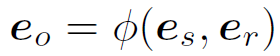 e_o = ϕ(e_s, e_r)